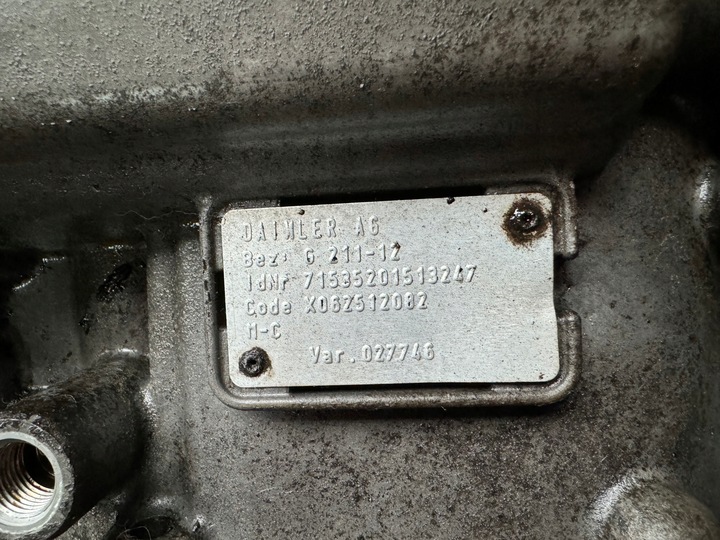 DAIMLER AG
Bez: G 211-12
IdNr 71535201513247
Code X062512082
M-C
Var. 027746